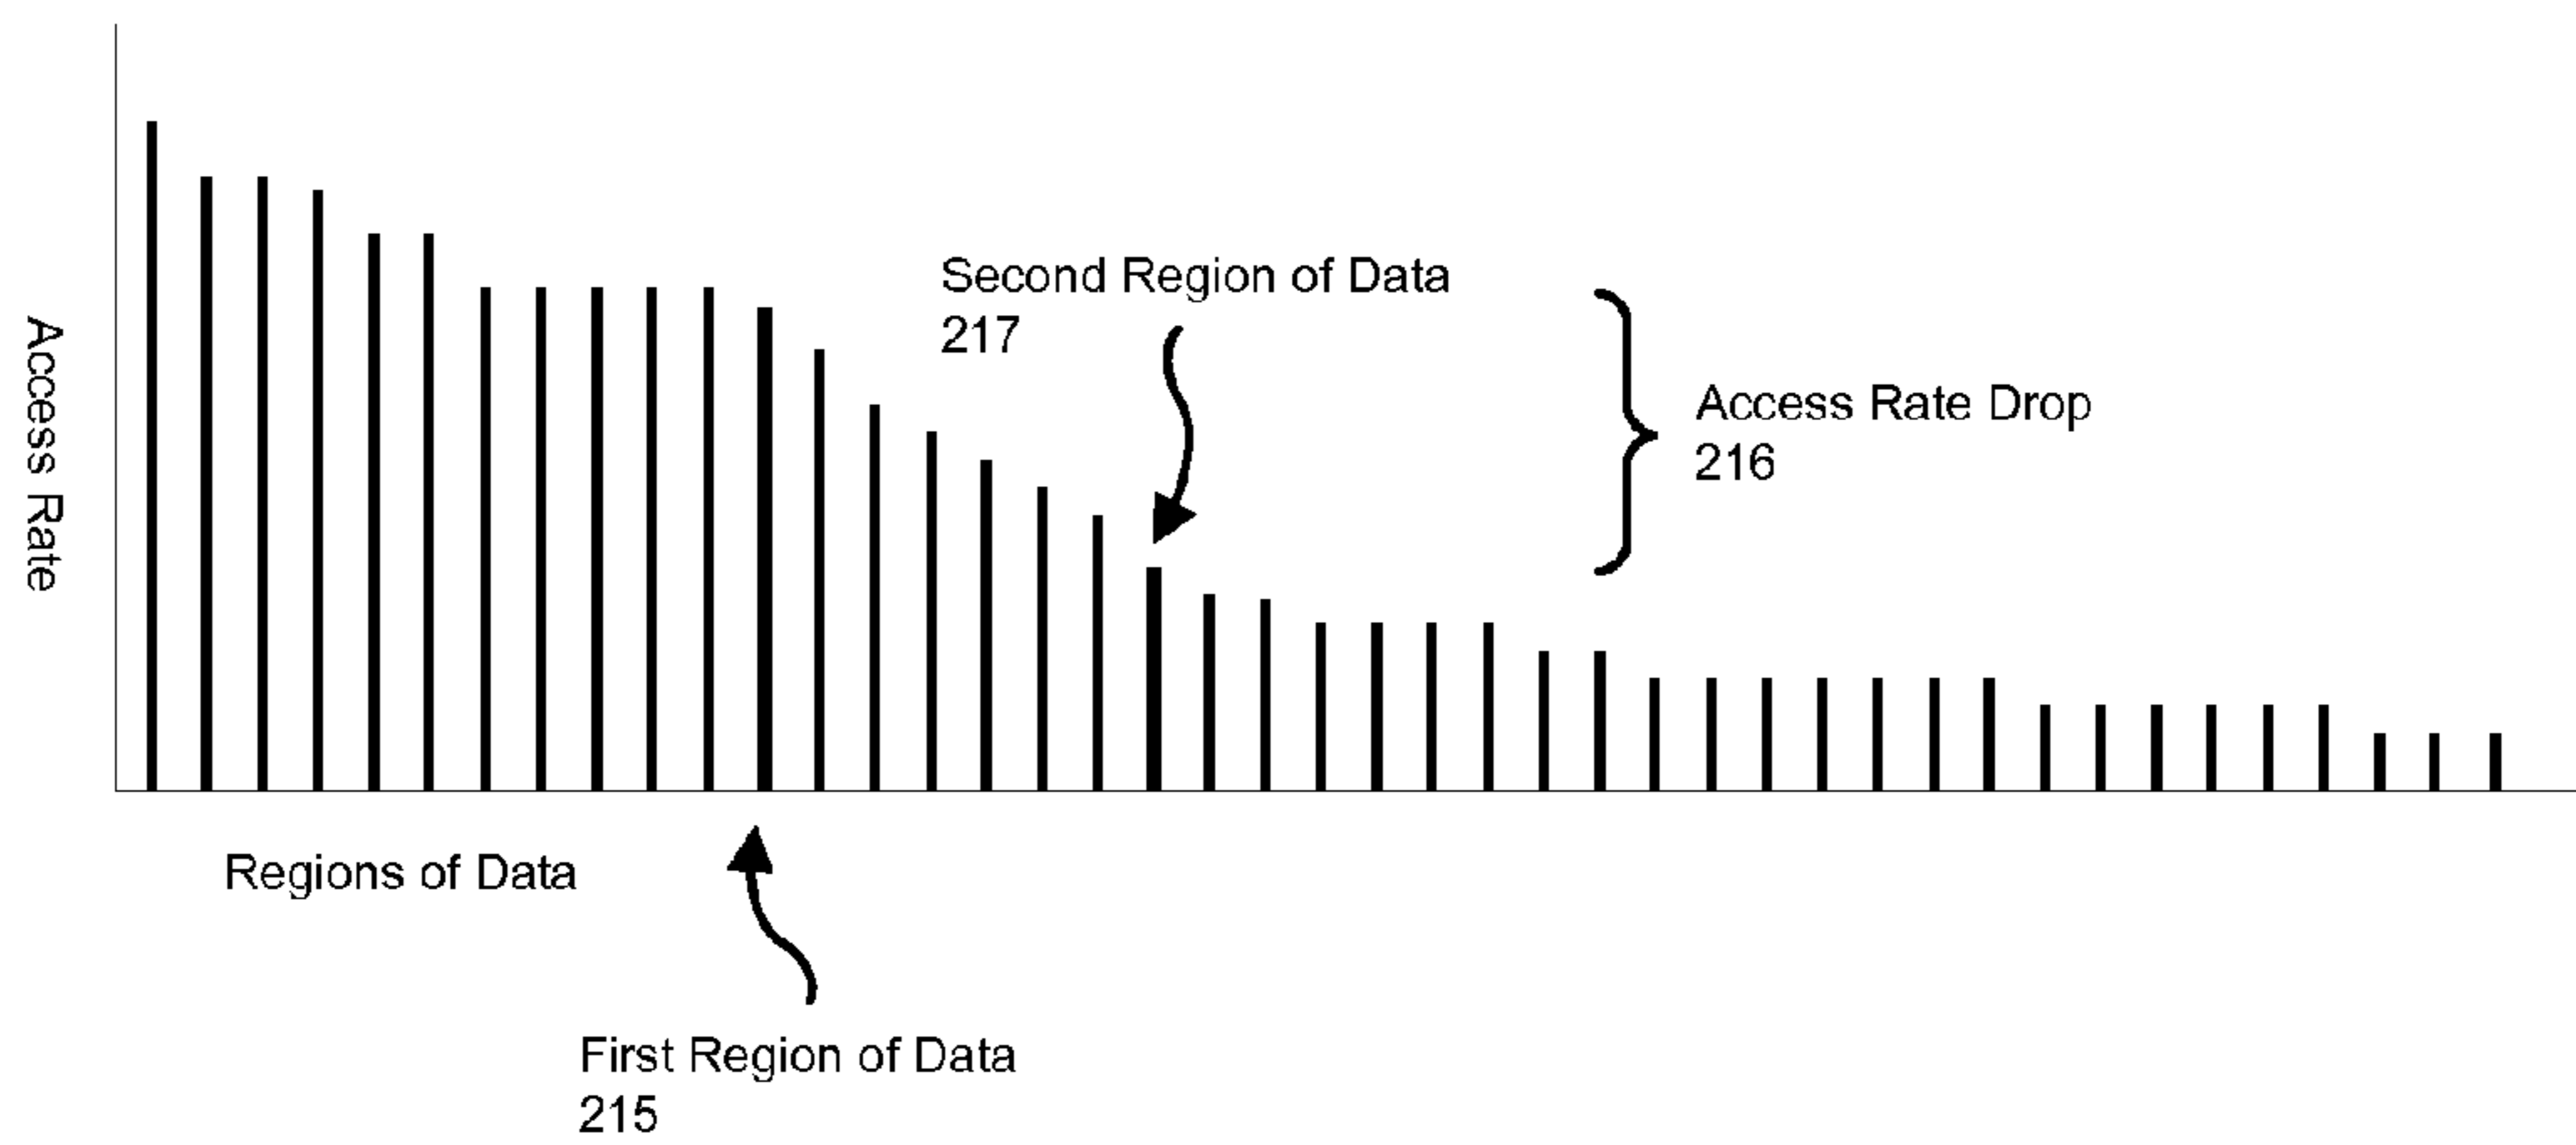 Access Rate
Second Region of Data
217
Access Rate Drop
216
Regions of Data
First Region of Data
215